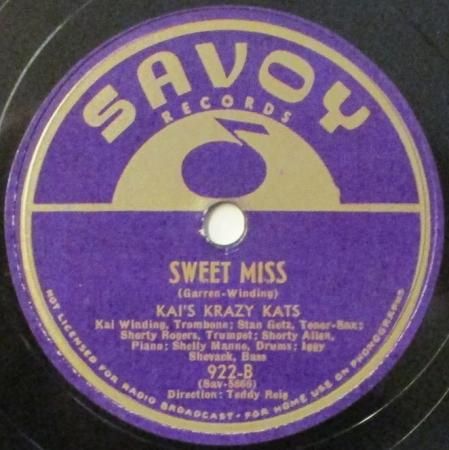 SAVOY
RECORDS
SWEET MISS
(Garren-Winding)
KAI'S KRAZY KATS
Kai Winding, Trombone; Stan Getz, Tenor-Sax;
Shorty Rogers, Trumpet; Shorty Allen,
Piano; Shelly Manne, Drums; Iggy
Shevack, Bass
922-B
(Sav-5866)
Direction: Teddy Reig
NOT LICENSED FOR RADIO BROADCAST - FOR HOME USE ON PHONOGRAPHS